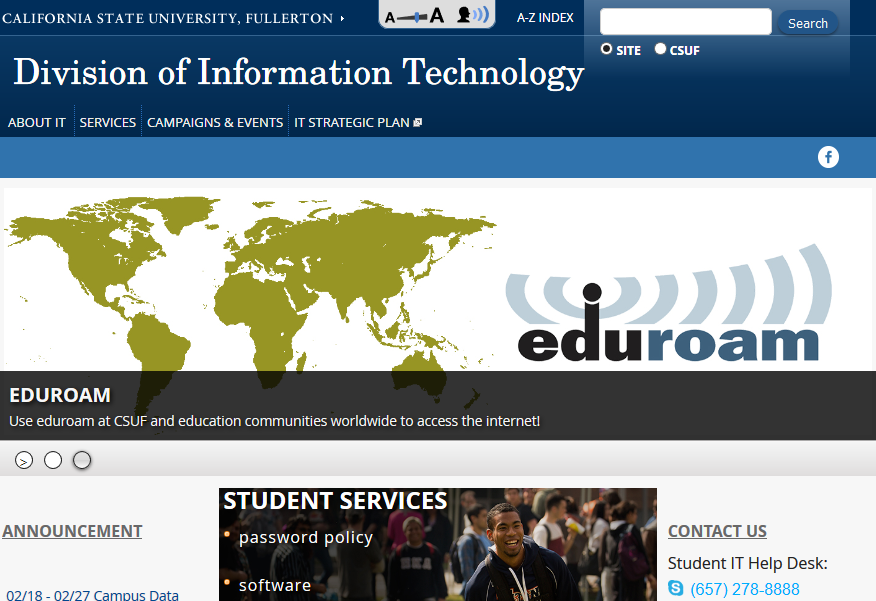 CALIFORNIA STATE UNIVERSITY, FULLERTON
A A
A-Z INDEX
Search
SITE CSUF
Division of Information Technology
ABOUT IT SERVICES CAMPAIGNS & EVENTS IT STRATEGIC PLAN
f
eduroam
EDUROAM
Use eduroam at CSUF and education communities worldwide to access the internet!
>
ANNOUNCEMENT
02/18 - 02/27 Campus Data
STUDENT SERVICES
password policy
software
CONTACT US
Student IT Help Desk:
(657) 278-8888